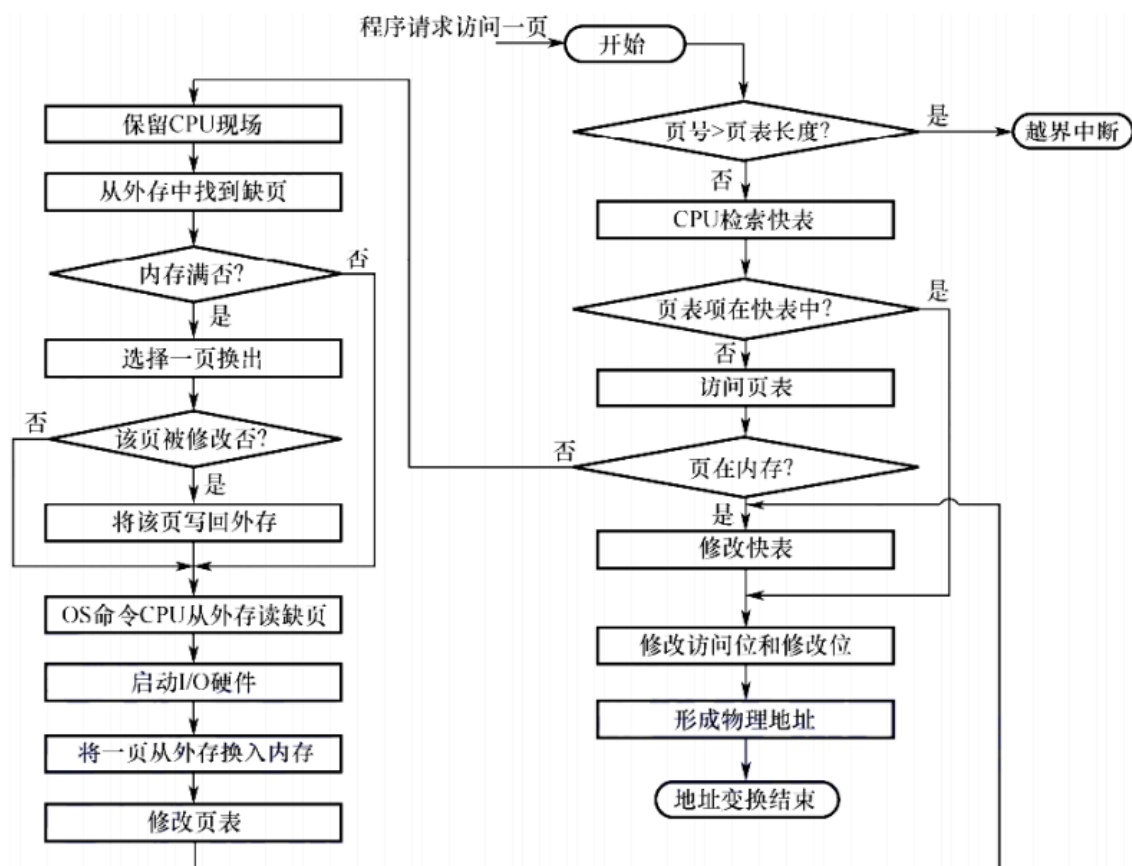 程序请求访问一页
开始
页号>页表长度?
是
越界中断
否
CPU检索快表
页表项在快表中?
是
否
访问页表
页在内存?
否
是
修改快表
修改访问位和修改位
形成物理地址
地址变换结束
保留CPU现场
从外存中找到缺页
内存满否?
否
是
选择一页换出
该页被修改否?
否
是
将该页写回外存
OS命令CPU从外存读缺页
启动I/O硬件
将一页从外存换入内存
修改页表